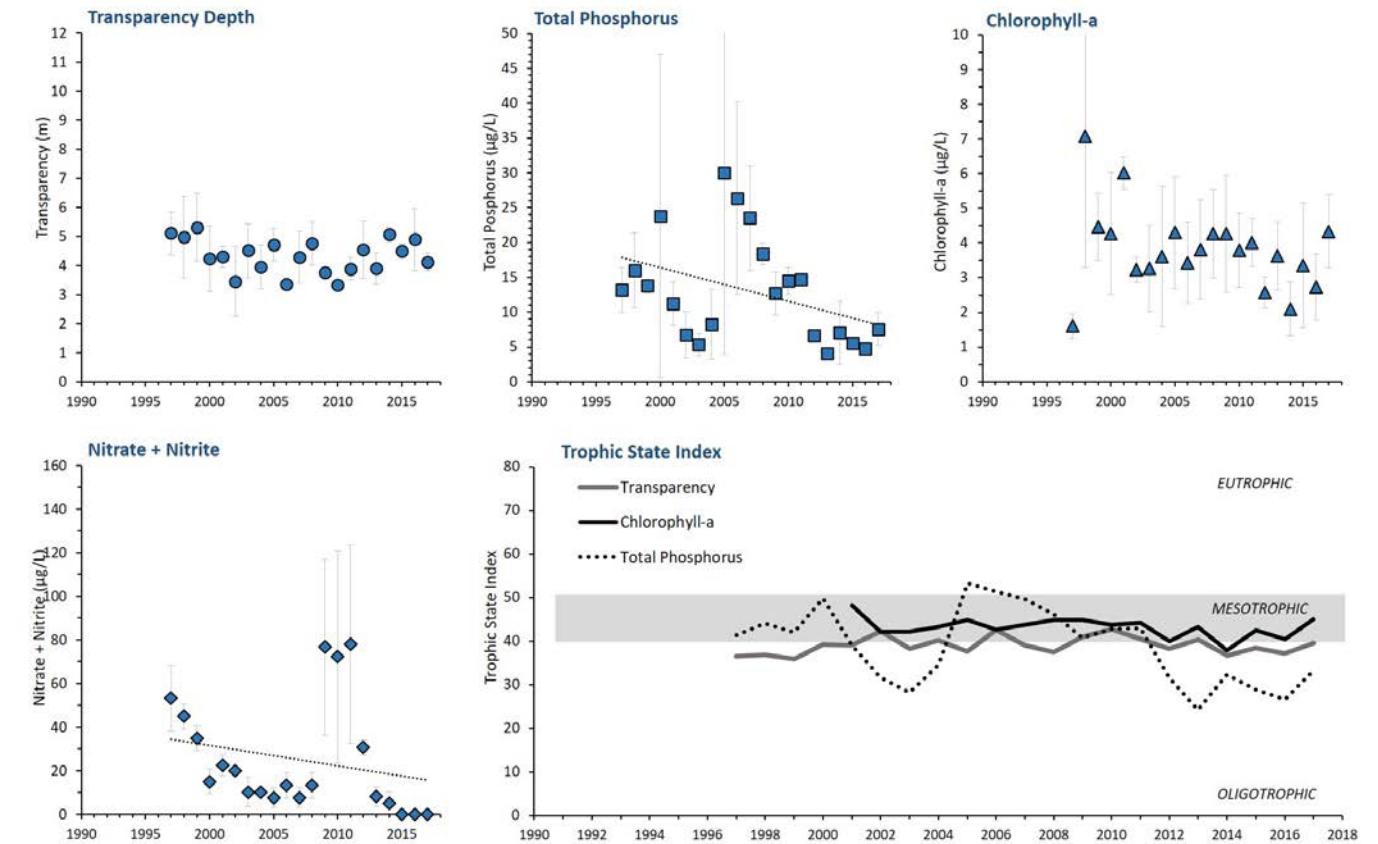 Transparency Depth
Transparency (m)
12
11
10
9
8
7
6
5
4
3
2
1
0
1990 1995 2000 2005 2010 2015
Total Phosphorus
Total Posphorus (µg/L)
50
45
40
35
30
25
20
15
10
5
0
1990 1995 2000 2005 2010 2015
Chlorophyll-a
Chlorophyll-a (µg/L)
10
9
8
7
6
5
4
3
2
1
0
1990 1995 2000 2005 2010 2015
Nitrate + Nitrite
Nitrate + Nitrite (µg/L)
160
140
120
100
80
60
40
20
0
1990 1995 2000 2005 2010 2015
Trophic State Index
Trophic State Index
80
70
60
50
40
30
20
10
0
Transparency
Chlorophyll-a
Total Phosphorus
EUTROPHIC
MESOTROPHIC
OLIGOTROPHIC
1990 1992 1994 1996 1998 2000 2002 2004 2006 2008 2010 2012 2014 2016 2018